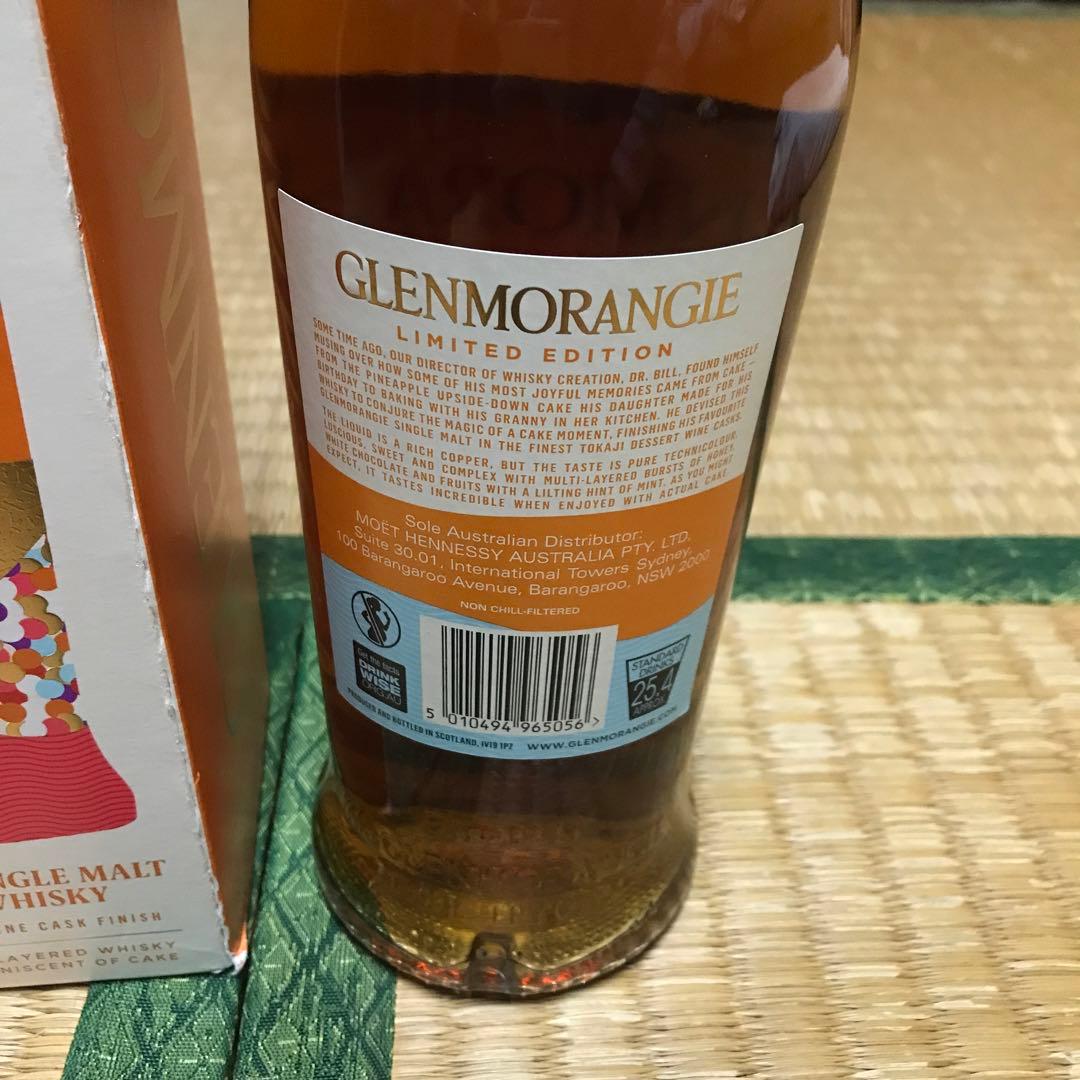 GLENMORANGIE
LIMITED EDITION
SOME TIME AGO, OUR DIRECTOR OF WHISKY CREATION, DR. BILL, FOUND HIMSELF
MUSING OVER HOW SOME OF HIS MOST JOYFUL MEMORIES CAME FROM CAKE –
FROM THE PINEAPPLE UPSIDE-DOWN CAKE HIS DAUGHTER MADE FOR HIS
BIRTHDAY TO BAKING WITH HIS GRANNY IN HER KITCHEN. HE DEVISED THIS
WHISKY TO CONJURE THE MAGIC OF A CAKE MOMENT, FINISHING HIS FAVOURITE
GLENMORANGIE SINGLE MALT IN THE FINEST TOKAJI DESSERT WINE CASKS.
THE LIQUID IS A RICH COPPER, BUT THE TASTE IS PURE TECHNICOLOUR.
LUSCIOUS, SWEET AND COMPLEX WITH MULTI-LAYERED BURSTS OF HONEY,
WHITE CHOCOLATE AND FRUITS WITH A LILTING HINT OF MINT. AS YOU MIGHT
EXPECT, IT TASTES INCREDIBLE WHEN ENJOYED WITH ACTUAL CAKE.
Sole Australian Distributor:
MOËT HENNESSY AUSTRALIA PTY. LTD.
Suite 30.01, International Towers Sydney,
100 Barangaroo Avenue, Barangaroo, NSW 2000
NON CHILL-FILTERED
Get the facts
DRINK
WISE
.ORG.AU
5 010494 965056 >
STANDARD
DRINKS
25.4
APPROX.
PRODUCED AND BOTTLED IN SCOTLAND, IV19 1PZ WWW.GLENMORANGIE.COM
NGLE MALT
WHISKY
NE CASK FINISH
LAYERED WHISKY
NISCENT OF CAKE